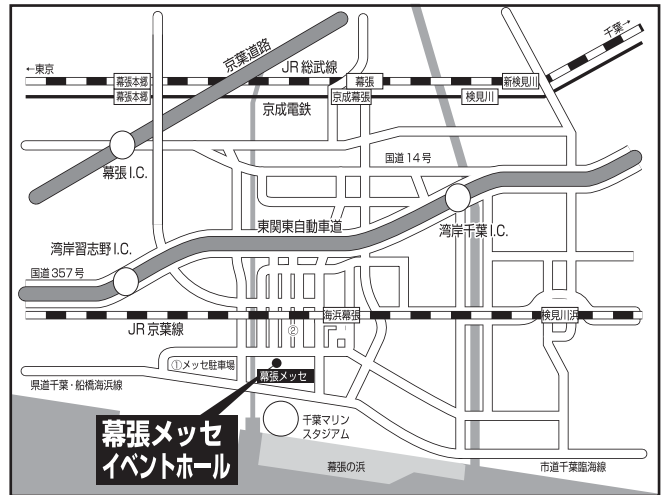 千葉→
←東京
京葉道路
JR 総武線
幕張本郷
幕張
新検見川
幕張本郷
京成幕張
検見川
京成電鉄
幕張 I.C.
国道 14 号
東関東自動車道
湾岸千葉 I.C.
湾岸習志野 I.C.
国道 357 号
海浜幕張
検見川浜
JR 京葉線
②
①メッセ駐車場
幕張メッセ
県道千葉・船橋海浜線
千葉マリン
スタジアム
幕張メッセ
イベントホール
幕張の浜
市道千葉臨海線